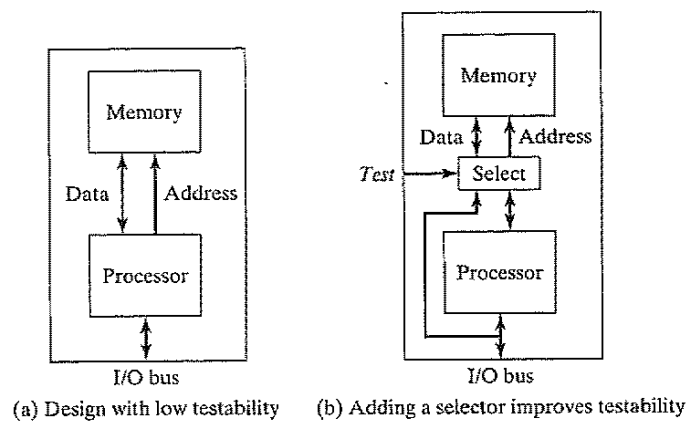 Memory
Data
Address
Processor
I/O bus
(a) Design with low testability
Memory
Data
Address
Test
Select
Processor
I/O bus
(b) Adding a selector improves testability